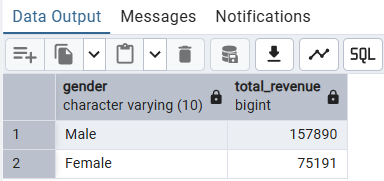 Data Output Messages Notifications
SQL
gender total_revenue
character varying (10) bigint
1 Male 157890
2 Female 75191